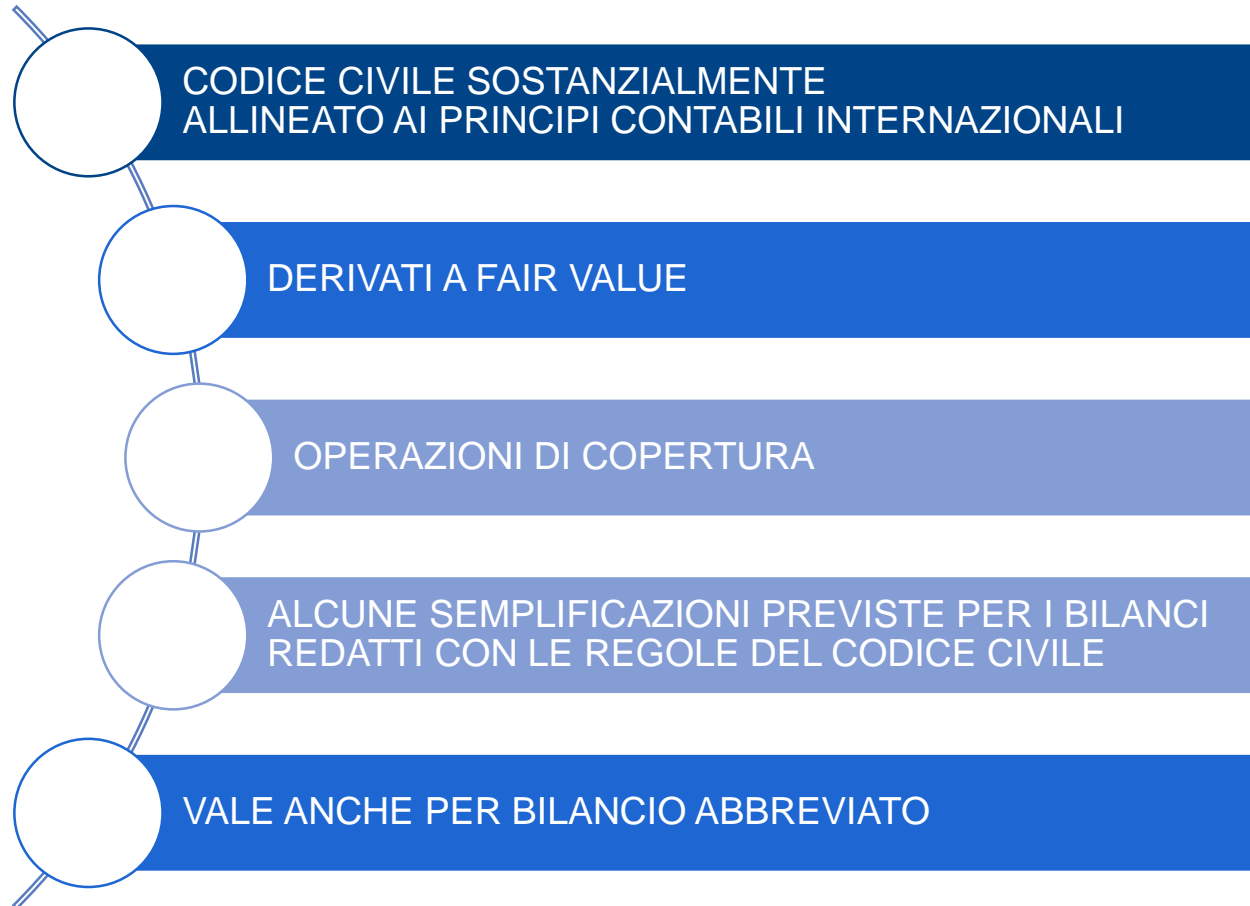 CODICE CIVILE SOSTANZIALMENTE
ALLINEATO AI PRINCIPI CONTABILI INTERNAZIONALI
DERIVATI A FAIR VALUE
OPERAZIONI DI COPERTURA
ALCUNE SEMPLIFICAZIONI PREVISTE PER I BILANCI
REDATTI CON LE REGOLE DEL CODICE CIVILE
VALE ANCHE PER BILANCIO ABBREVIATO